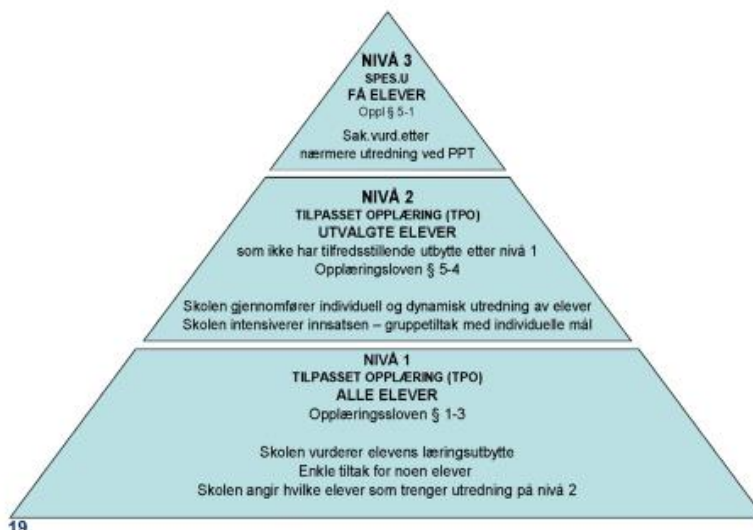 NIVÅ 3
SPES.U
FÅ ELEVER
Oppl § 5-1
Sak.vurd.etter
nærmere utredning ved PPT
NIVÅ 2
TILPASSET OPPLÆRING (TPO)
UTVALGTE ELEVER
som ikke har tilfredsstillende utbytte etter nivå 1
Opplæringsloven § 5-4
Skolen gjennomfører individuell og dynamisk utredning av elever
Skolen intensiverer innsatsen – gruppetiltak med individuelle mål
NIVÅ 1
TILPASSET OPPLÆRING (TPO)
ALLE ELEVER
Opplæringssloven § 1-3
Skolen vurderer elevens læringsutbytte
Enkle tiltak for noen elever
Skolen angir hvilke elever som trenger utredning på nivå 2
19